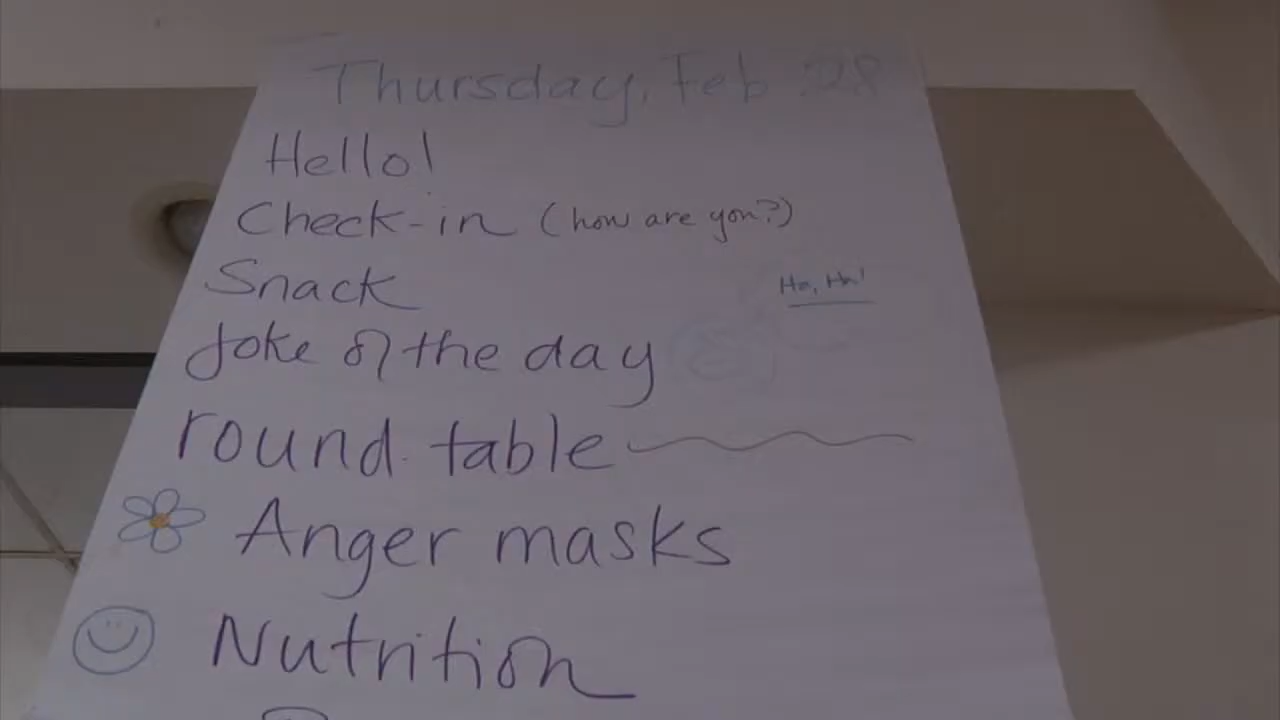 Thursday, Feb 28
Hello!
Check-in (how are you?)
Snack
Ha, Ha!
Joke of the day
round table
Anger masks
Nutrition